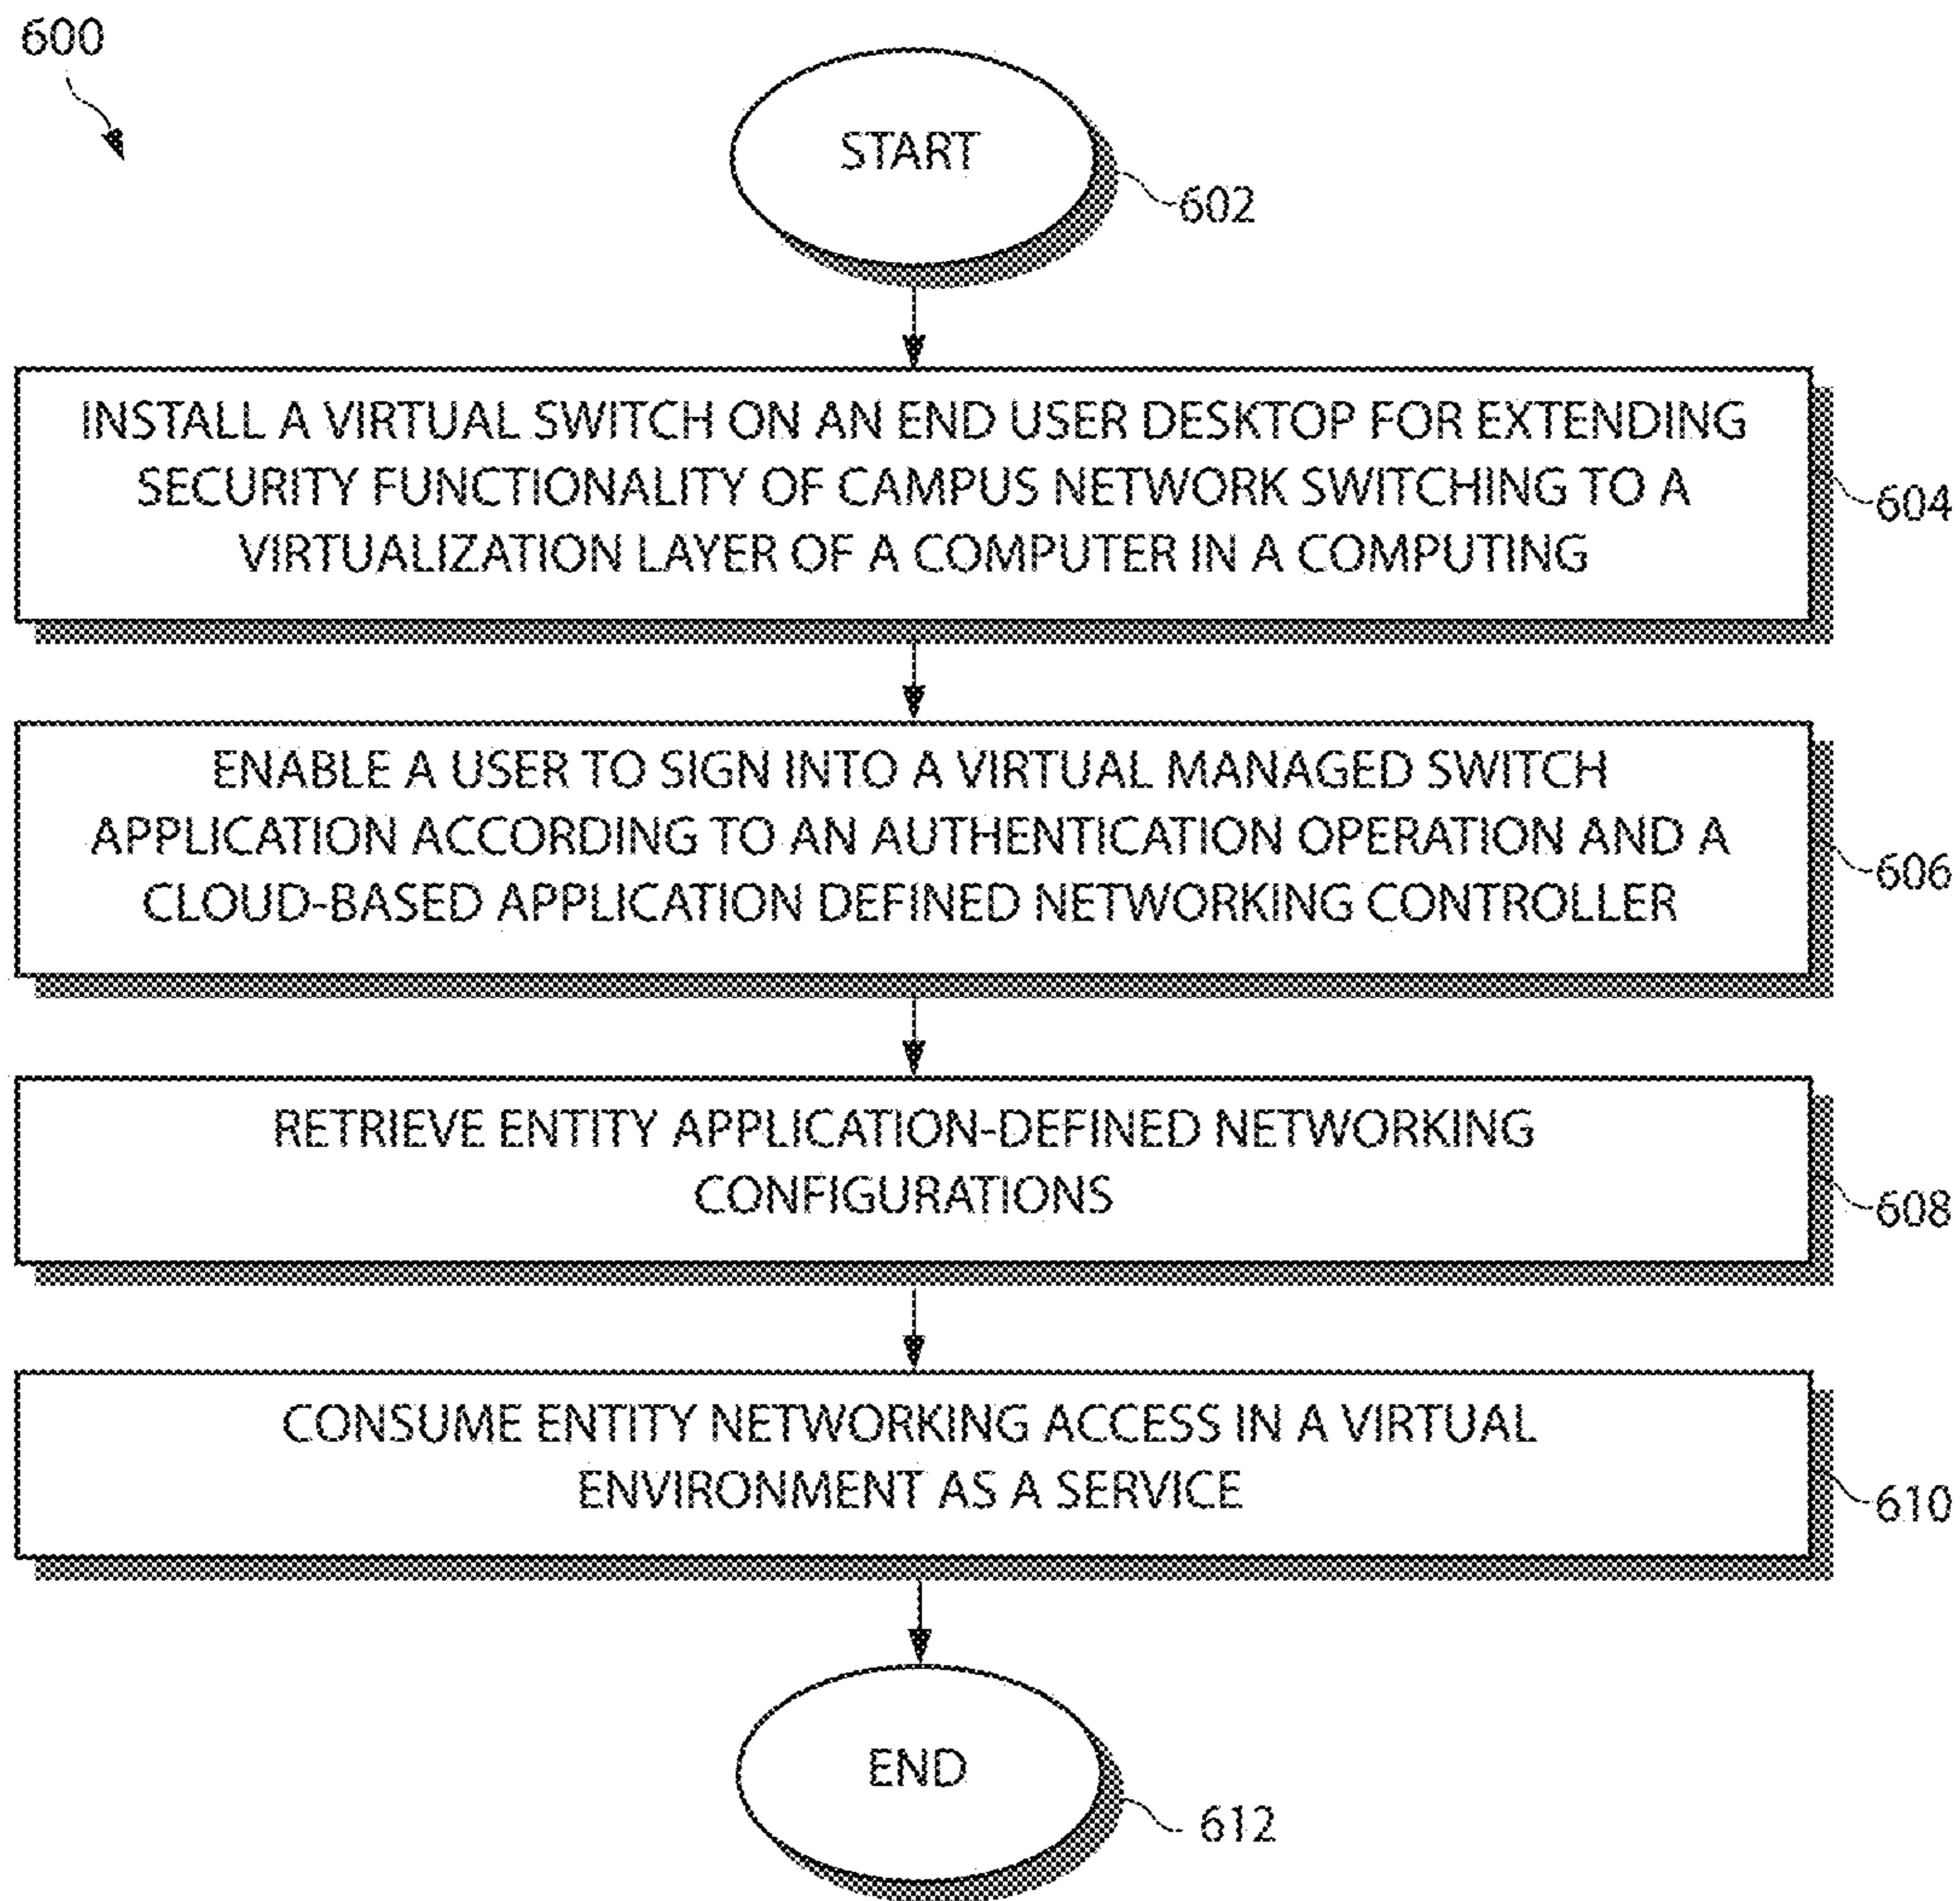 600
START
602
INSTALL A VIRTUAL SWITCH ON AN END USER DESKTOP FOR EXTENDING
SECURITY FUNCTIONALITY OF CAMPUS NETWORK SWITCHING TO A
VIRTUALIZATION LAYER OF A COMPUTER IN A COMPUTING
604
ENABLE A USER TO SIGN INTO A VIRTUAL MANAGED SWITCH
APPLICATION ACCORDING TO AN AUTHENTICATION OPERATION AND A
CLOUD-BASED APPLICATION DEFINED NETWORKING CONTROLLER
606
RETRIEVE ENTITY APPLICATION-DEFINED NETWORKING
CONFIGURATIONS
608
CONSUME ENTITY NETWORKING ACCESS IN A VIRTUAL
ENVIRONMENT AS A SERVICE
610
END
612